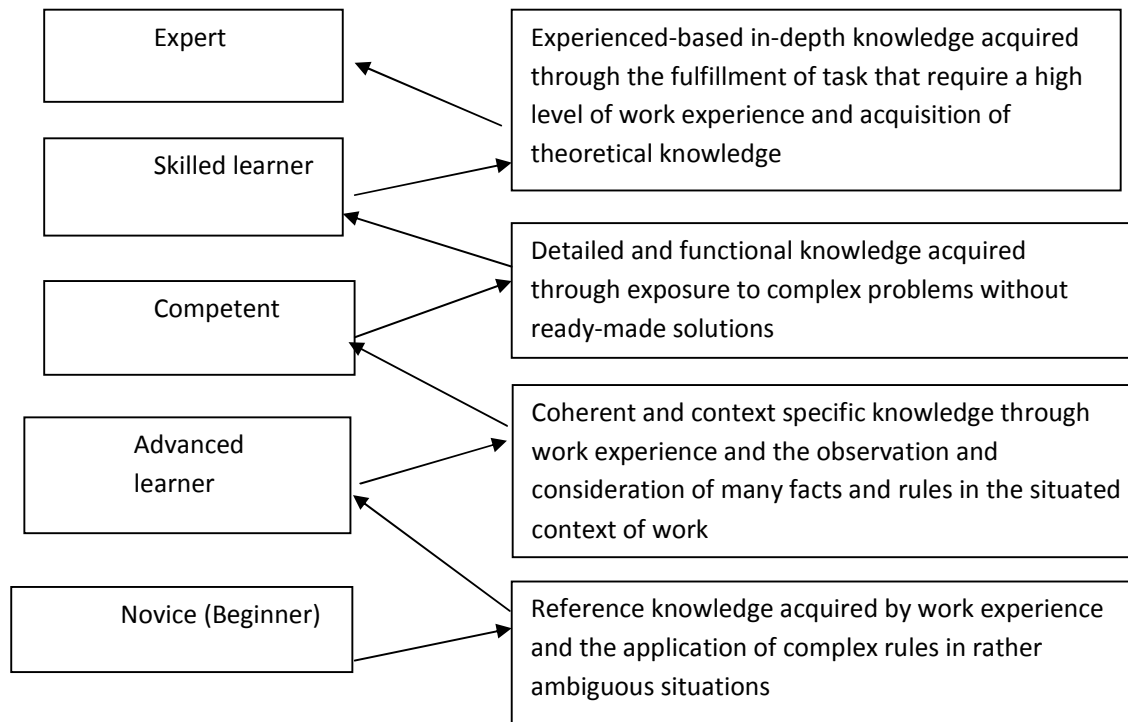 Expert
Experienced-based in-depth knowledge acquired
through the fulfillment of task that require a high
level of work experience and acquisition of
theoretical knowledge
Skilled learner
Detailed and functional knowledge acquired
through exposure to complex problems without
ready-made solutions
Competent
Coherent and context specific knowledge through
work experience and the observation and
consideration of many facts and rules in the situated
context of work
Advanced
learner
Reference knowledge acquired by work experience
and the application of complex rules in rather
ambiguous situations
Novice (Beginner)